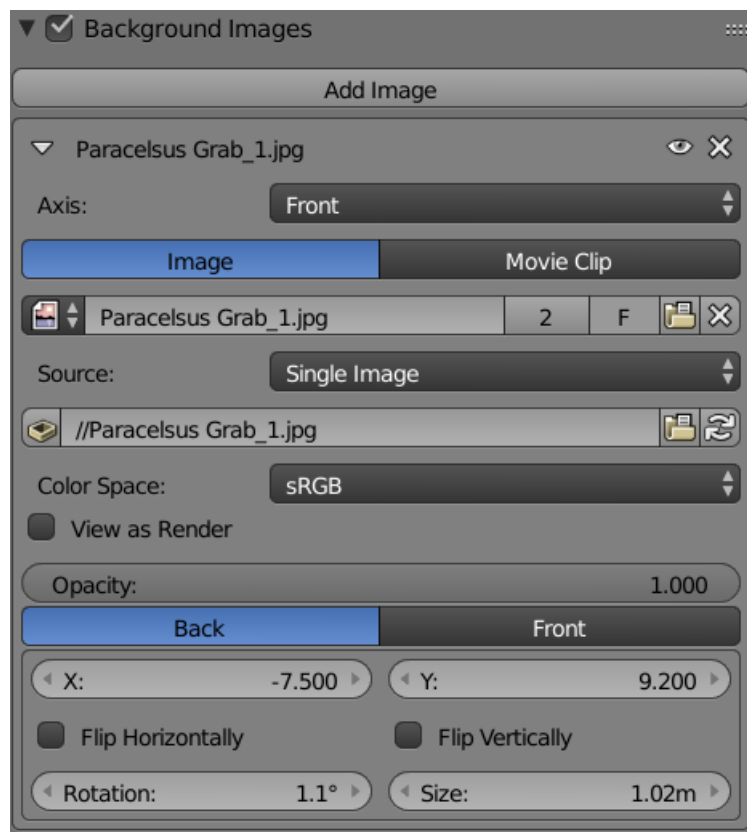 Background Images
Add Image
Paracelsus Grab_1.jpg
Axis: Front
Image Movie Clip
Paracelsus Grab_1.jpg 2 F
Source: Single Image
//Paracelsus Grab_1.jpg
Color Space: sRGB
View as Render
Opacity: 1.000
Back Front
X: -7.500 Y: 9.200
Flip Horizontally Flip Vertically
Rotation: 1.1° Size: 1.02m